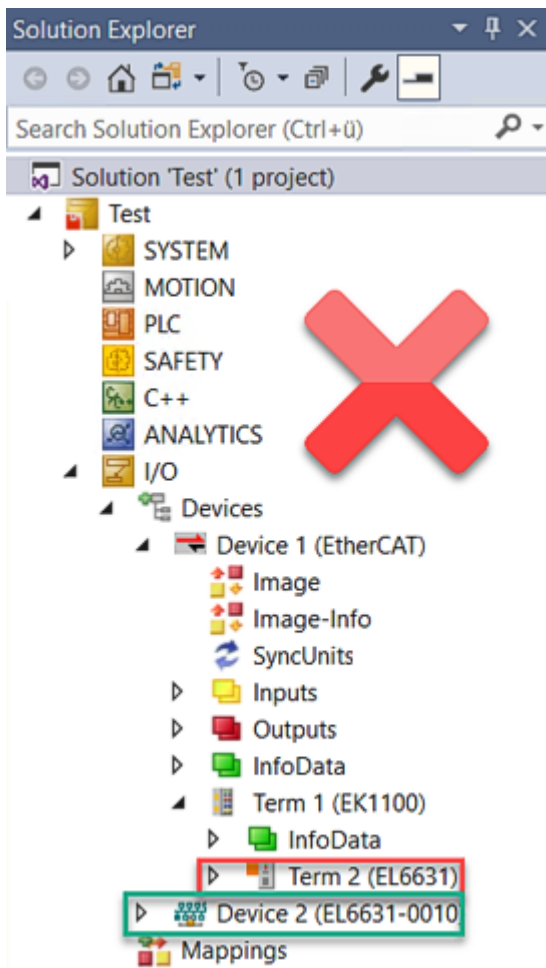 Solution Explorer
Search Solution Explorer (Ctrl+ü)
Solution 'Test' (1 project)
Test
SYSTEM
MOTION
PLC
SAFETY
C++
ANALYTICS
I/O
Devices
Device 1 (EtherCAT)
Image
Image-Info
SyncUnits
Inputs
Outputs
InfoData
Term 1 (EK1100)
InfoData
Term 2 (EL6631)
Device 2 (EL6631-0010
Mappings